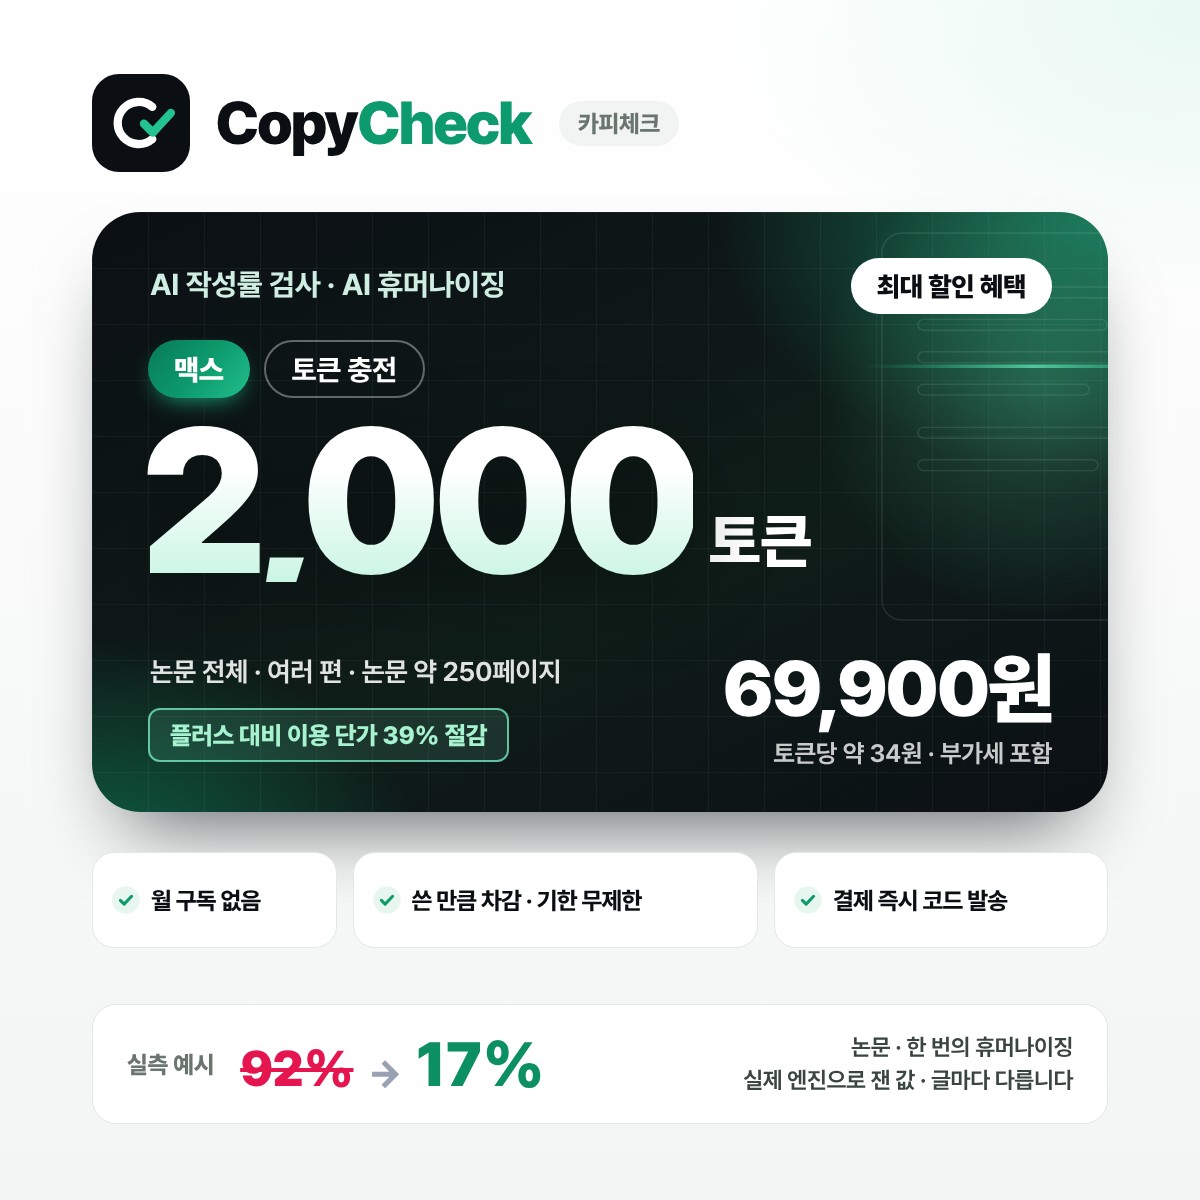 CopyCheck 카피체크
AI 작성률 검사 · AI 휴머나이징
최대 할인 혜택
맥스 토큰 충전
2,000 토큰
논문 전체 · 여러 편 · 논문 약 250페이지
플러스 대비 이용 단가 39% 절감
69,900원
토큰당 약 34원 · 부가세 포함
월 구독 없음
쓴 만큼 차감 · 기한 무제한
결제 즉시 코드 발송
실측 예시 92% → 17%
논문 · 한 번의 휴머나이징
실제 엔진으로 잰 값 · 글마다 다릅니다